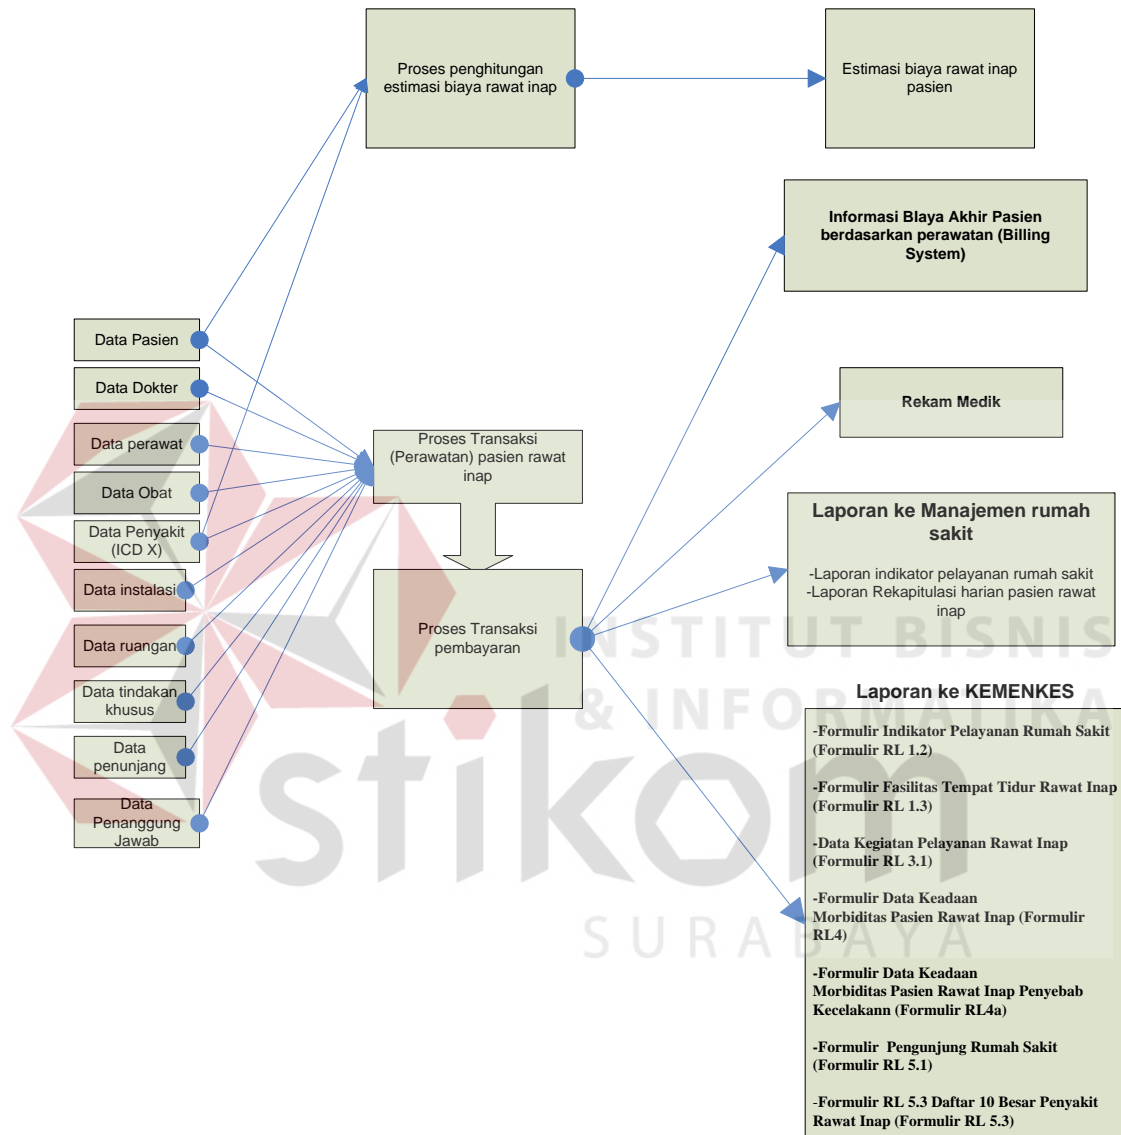 Proses penghitungan
estimasi biaya rawat inap
Estimasi biaya rawat inap
pasien
Informasi BIaya Akhir Pasien
berdasarkan perawatan (Billing
System)
Data Pasien
Data Dokter
Data perawat
Data Obat
Data Penyakit
(ICD X)
Data instalasi
Data ruangan
Data tindakan
khusus
Data
penunjang
Data
Penanggung
Jawab
Proses Transaksi
(Perawatan) pasien rawat
inap
Proses Transaksi
pembayaran
Rekam Medik
Laporan ke Manajemen rumah
sakit
-Laporan indikator pelayanan rumah sakit
-Laporan Rekapitulasi harian pasien rawat
inap
Laporan ke KEMENKES
-Formulir Indikator Pelayanan Rumah Sakit
(Formulir RL 1.2)
-Formulir Fasilitas Tempat Tidur Rawat Inap
(Formulir RL 1.3)
-Data Kegiatan Pelayanan Rawat Inap
(Formulir RL 3.1)
-Formulir Data Keadaan
Morbiditas Pasien Rawat Inap (Formulir
RL4)
-Formulir Data Keadaan
Morbiditas Pasien Rawat Inap Penyebab
Kecelakann (Formulir RL4a)
-Formulir  Pengunjung Rumah Sakit
(Formulir RL 5.1)
-Formulir RL 5.3 Daftar 10 Besar Penyakit
Rawat Inap (Formulir RL 5.3)
INSTITUT BISNIS
& INFORMATIKA
stikom
SURABAYA